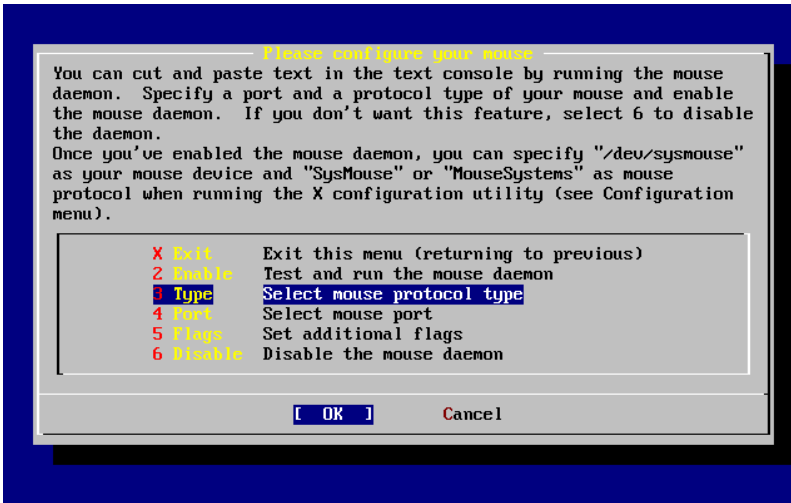 Please configure your mouse
You can cut and paste text in the text console by running the mouse
daemon.  Specify a port and a protocol type of your mouse and enable
the mouse daemon.  If you don't want this feature, select 6 to disable
the daemon.
Once you've enabled the mouse daemon, you can specify "/dev/sysmouse"
as your mouse device and "SysMouse" or "MouseSystems" as mouse
protocol when running the X configuration utility (see Configuration
menu).
X Exit     Exit this menu (returning to previous)
2 Enable   Test and run the mouse daemon
3 Type     Select mouse protocol type
4 Port     Select mouse port
5 Flags    Set additional flags
6 Disable  Disable the mouse daemon
[  OK  ]     Cancel